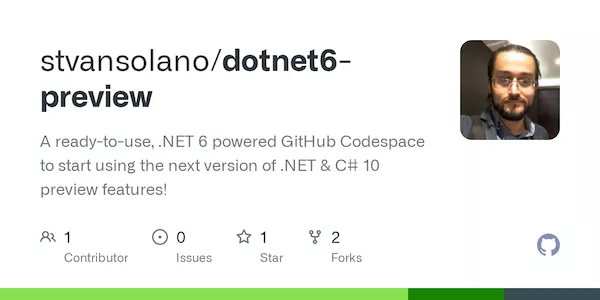 stvansolano/dotnet6-
preview
A ready-to-use, .NET 6 powered GitHub Codespace
to start using the next version of .NET & C# 10
preview features!
1 0 1 2
Contributor Issues Star Forks